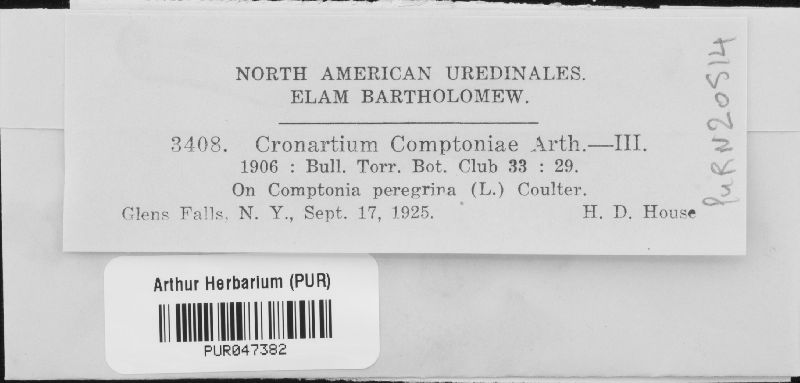 NORTH AMERICAN UREDINALES.
ELAM BARTHOLOMEW.
3408. Cronartium Comptoniae Arth.—III.
1906 : Bull. Torr. Bot. Club 33 : 29.
On Comptonia peregrina (L.) Coulter.
Glens Falls, N. Y., Sept. 17, 1925. H. D. House
PURN20514
Arthur Herbarium (PUR)
PUR047382